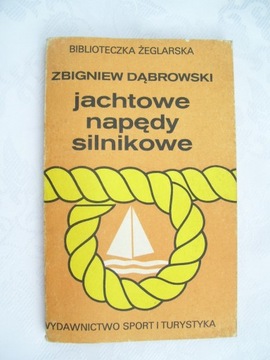 BIBLIOTECZKA ŻEGLARSKA
ZBIGNIEW DĄBROWSKI
jachtowe
napędy
silnikowe
WYDAWNICTWO SPORT I TURYSTYKA